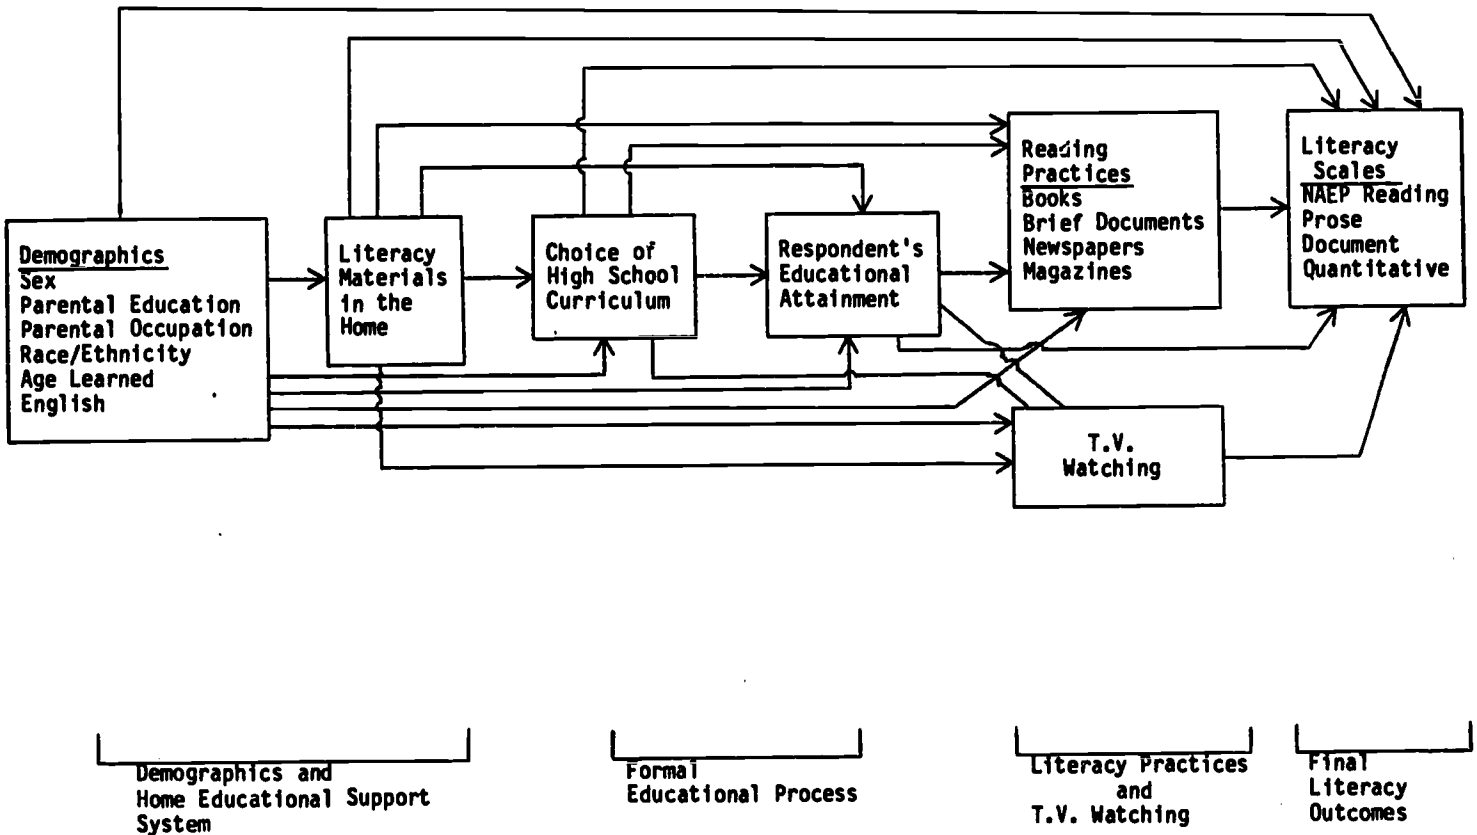 Demographics
Sex
Parental Education
Parental Occupation
Race/Ethnicity
Age Learned
English
Literacy
Materials
in the
Home
Choice of
High School
Curriculum
Respondent's
Educational
Attainment
Reading
Practices
Books
Brief Documents
Newspapers
Magazines
T.V.
Watching
Literacy
Scales
NAEP Reading
Prose
Document
Quantitative
Demographics and
Home Educational Support
System
Formal
Educational Process
Literacy Practices
and
T.V. Watching
Final
Literacy
Outcomes